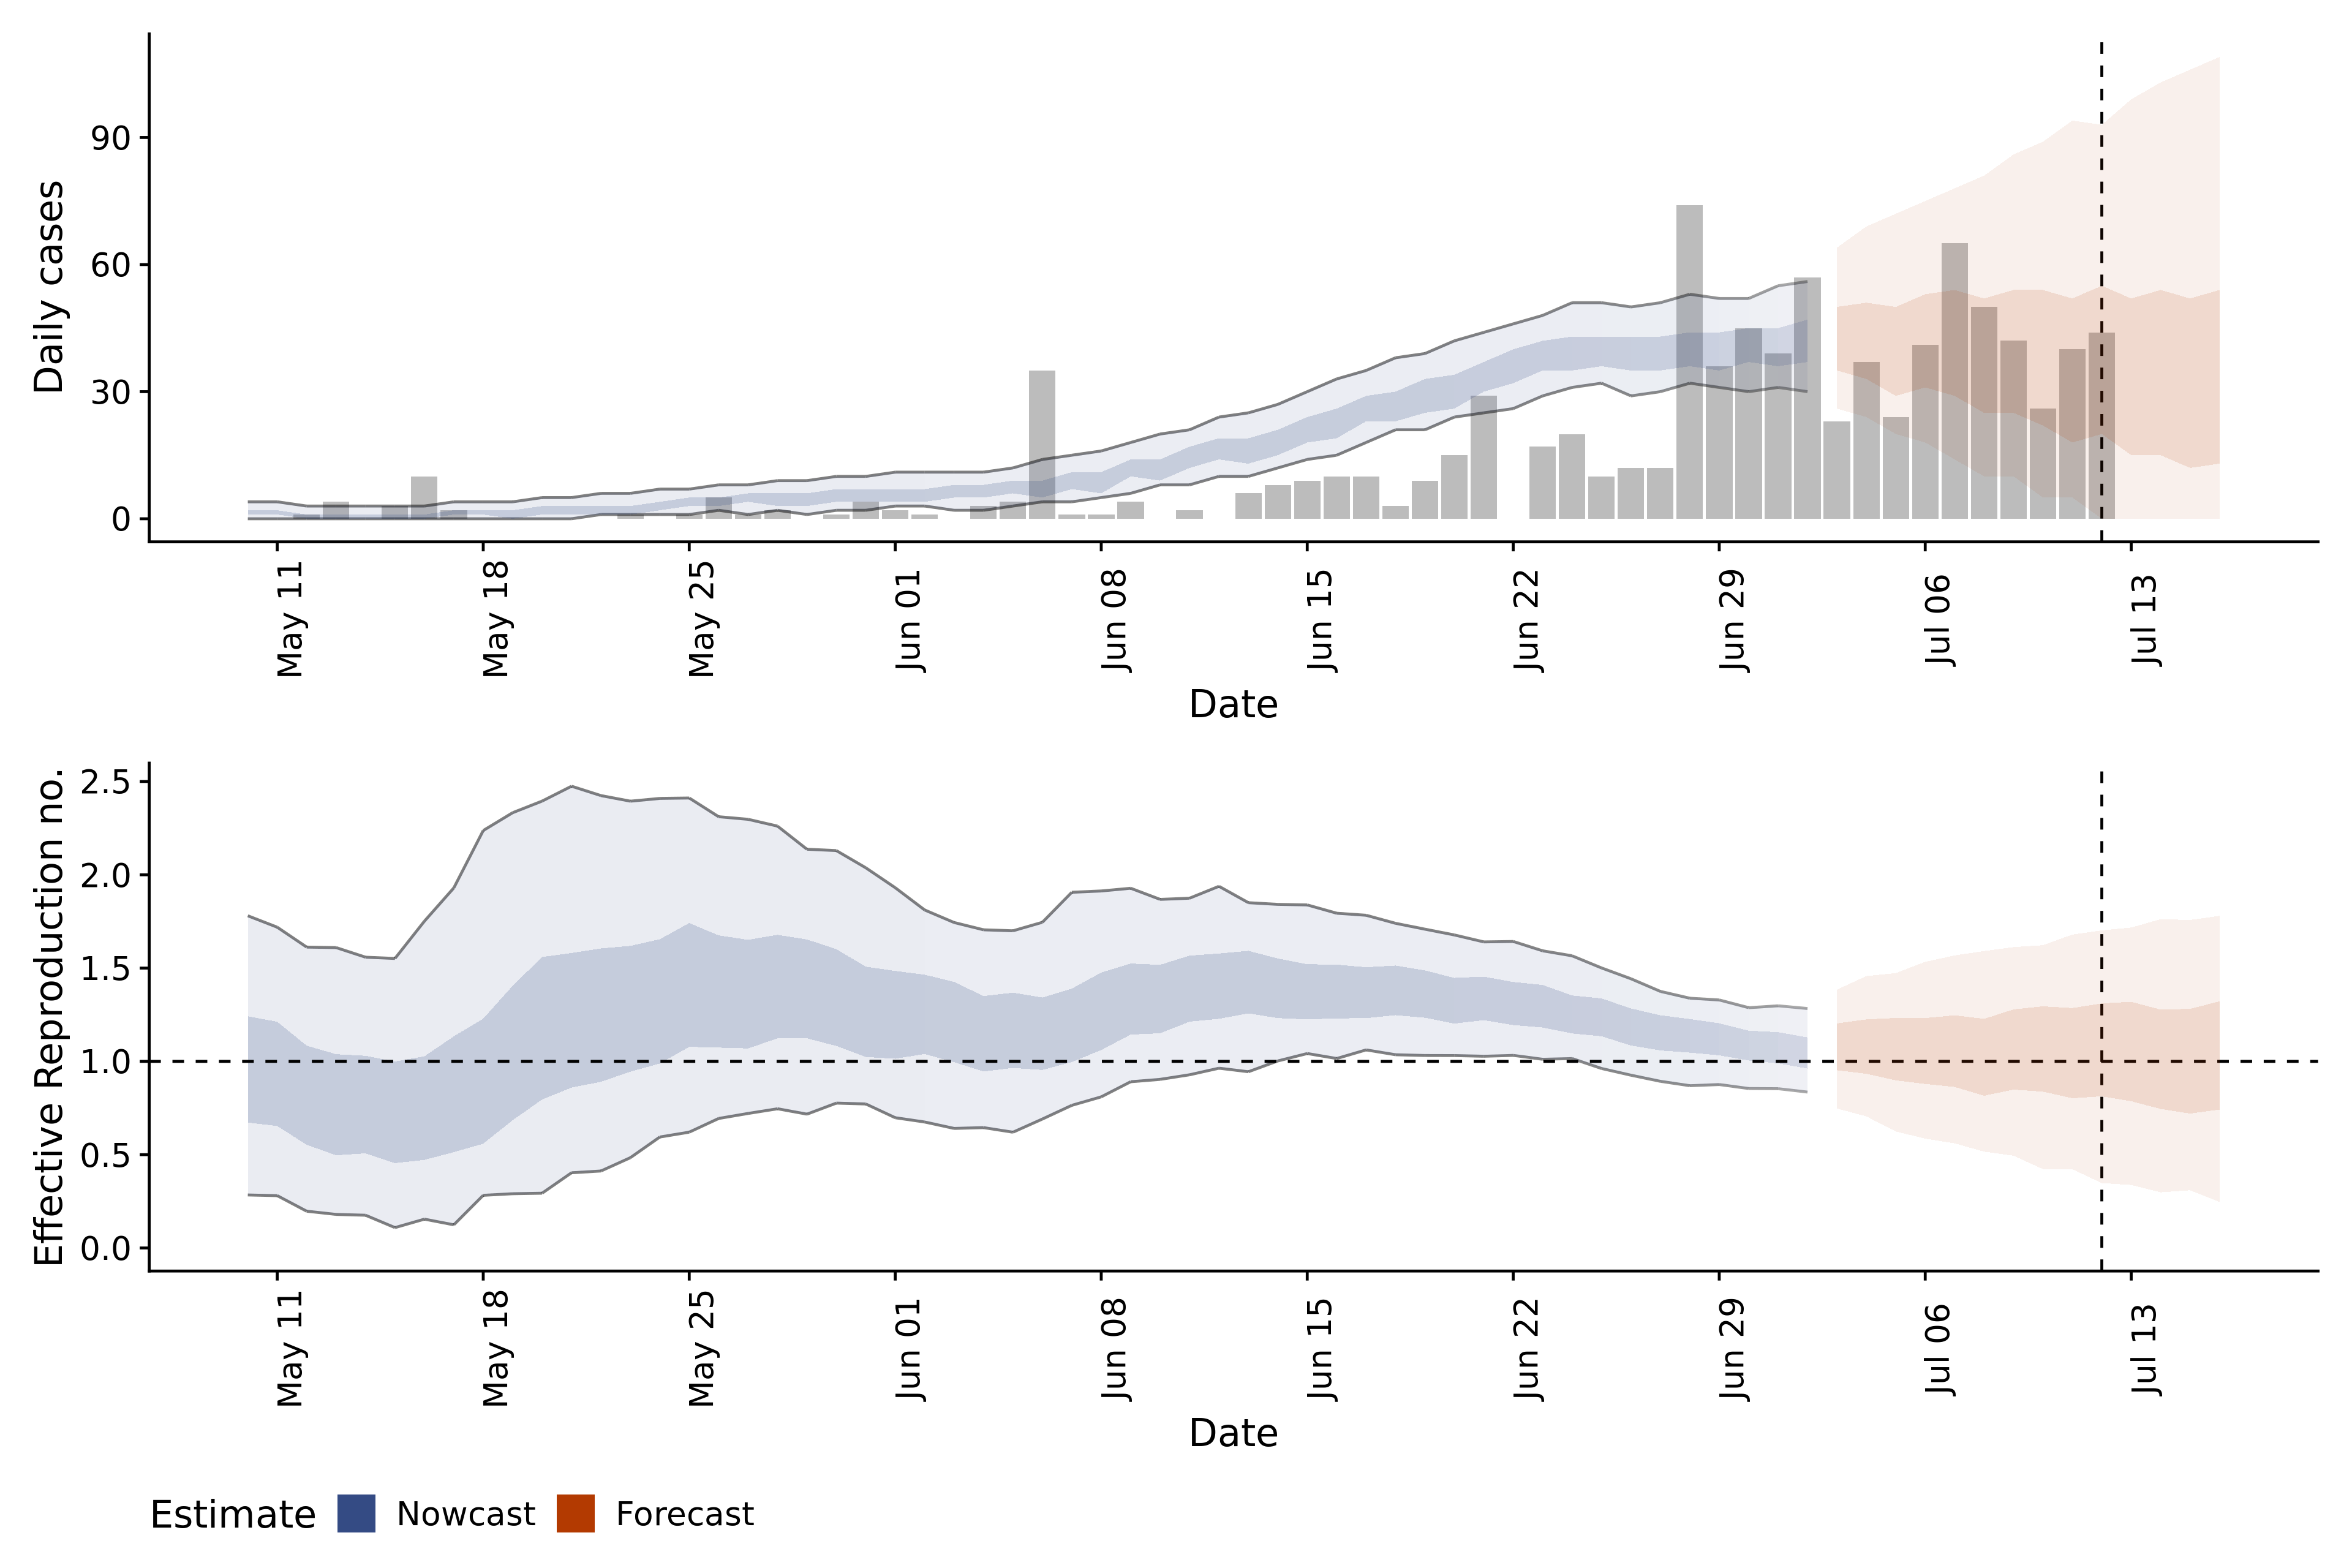 Daily cases
90
60
30
0
May 11
May 18
May 25
Jun 01
Jun 08
Jun 15
Jun 22
Jun 29
Jul 06
Jul 13
Date
Effective Reproduction no.
2.5
2.0
1.5
1.0
0.5
0.0
May 11
May 18
May 25
Jun 01
Jun 08
Jun 15
Jun 22
Jun 29
Jul 06
Jul 13
Date
Estimate Nowcast Forecast